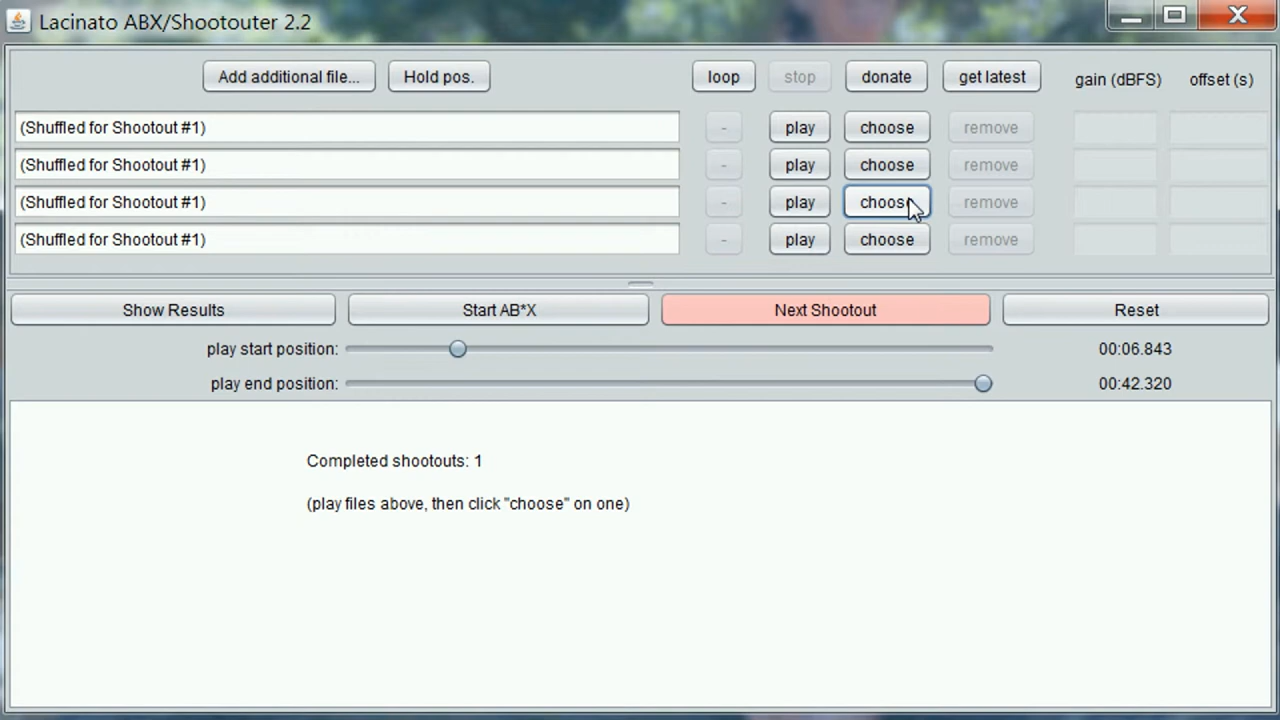 Lacinato ABX/Shootouter 2.2
Add additional file... Hold pos. loop stop donate get latest gain (dBFS) offset (s)
(Shuffled for Shootout #1) - play choose remove
(Shuffled for Shootout #1) - play choose remove
(Shuffled for Shootout #1) - play choose remove
(Shuffled for Shootout #1) - play choose remove
Show Results Start AB*X Next Shootout Reset
play start position: 00:06.843
play end position: 00:42.320
Completed shootouts: 1
(play files above, then click "choose" on one)